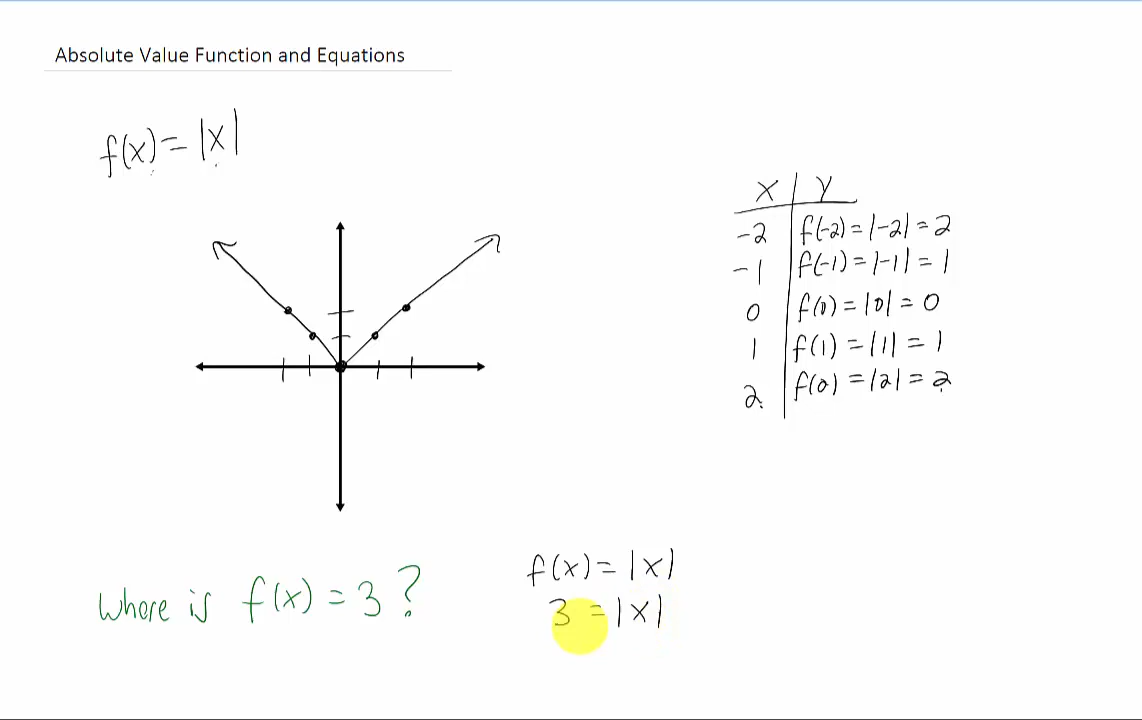 Absolute Value Function and Equations
f(x)=|x|
x | y
-2 | f(-2)=|-2|=2
-1 | f(-1)=|-1|=1
0 | f(0)=|0|=0
1 | f(1)=|1|=1
2 | f(2)=|2|=2
Where is f(x)=3?
f(x)=|x|
3=|x|